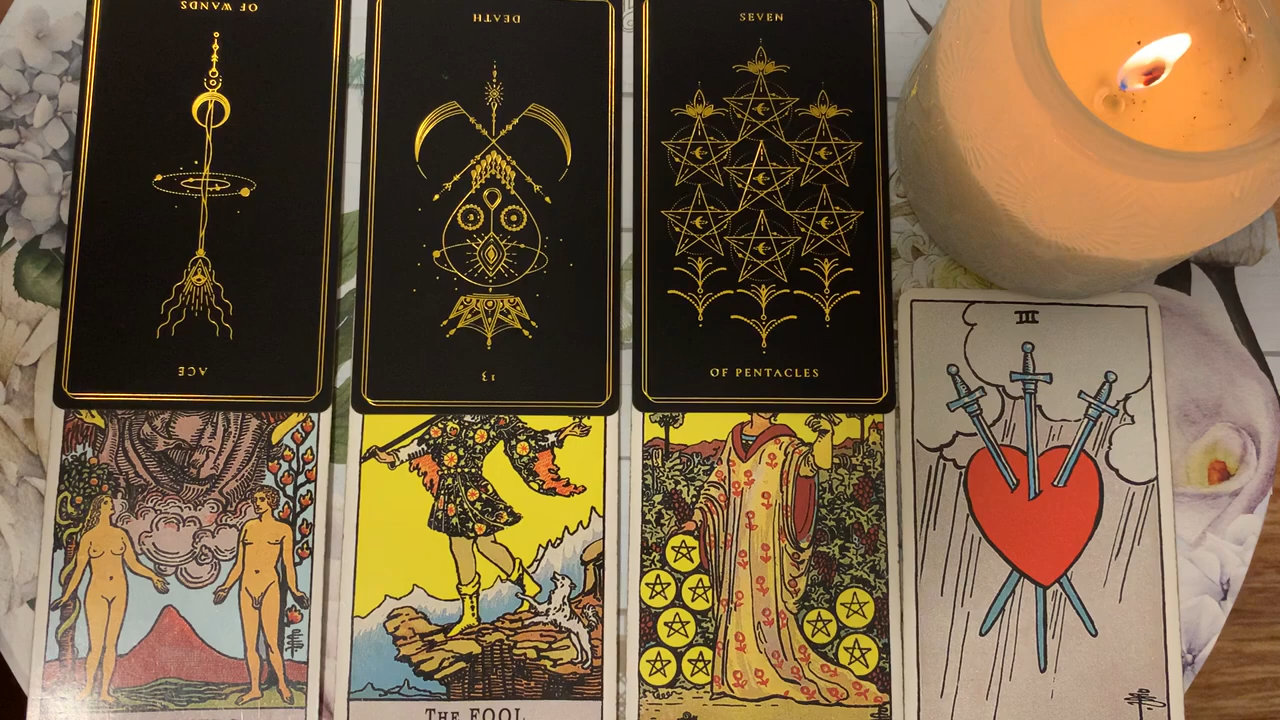 OF WANDS
ACE
DEATH
13
SEVEN
OF PENTACLES
THE FOOL
III